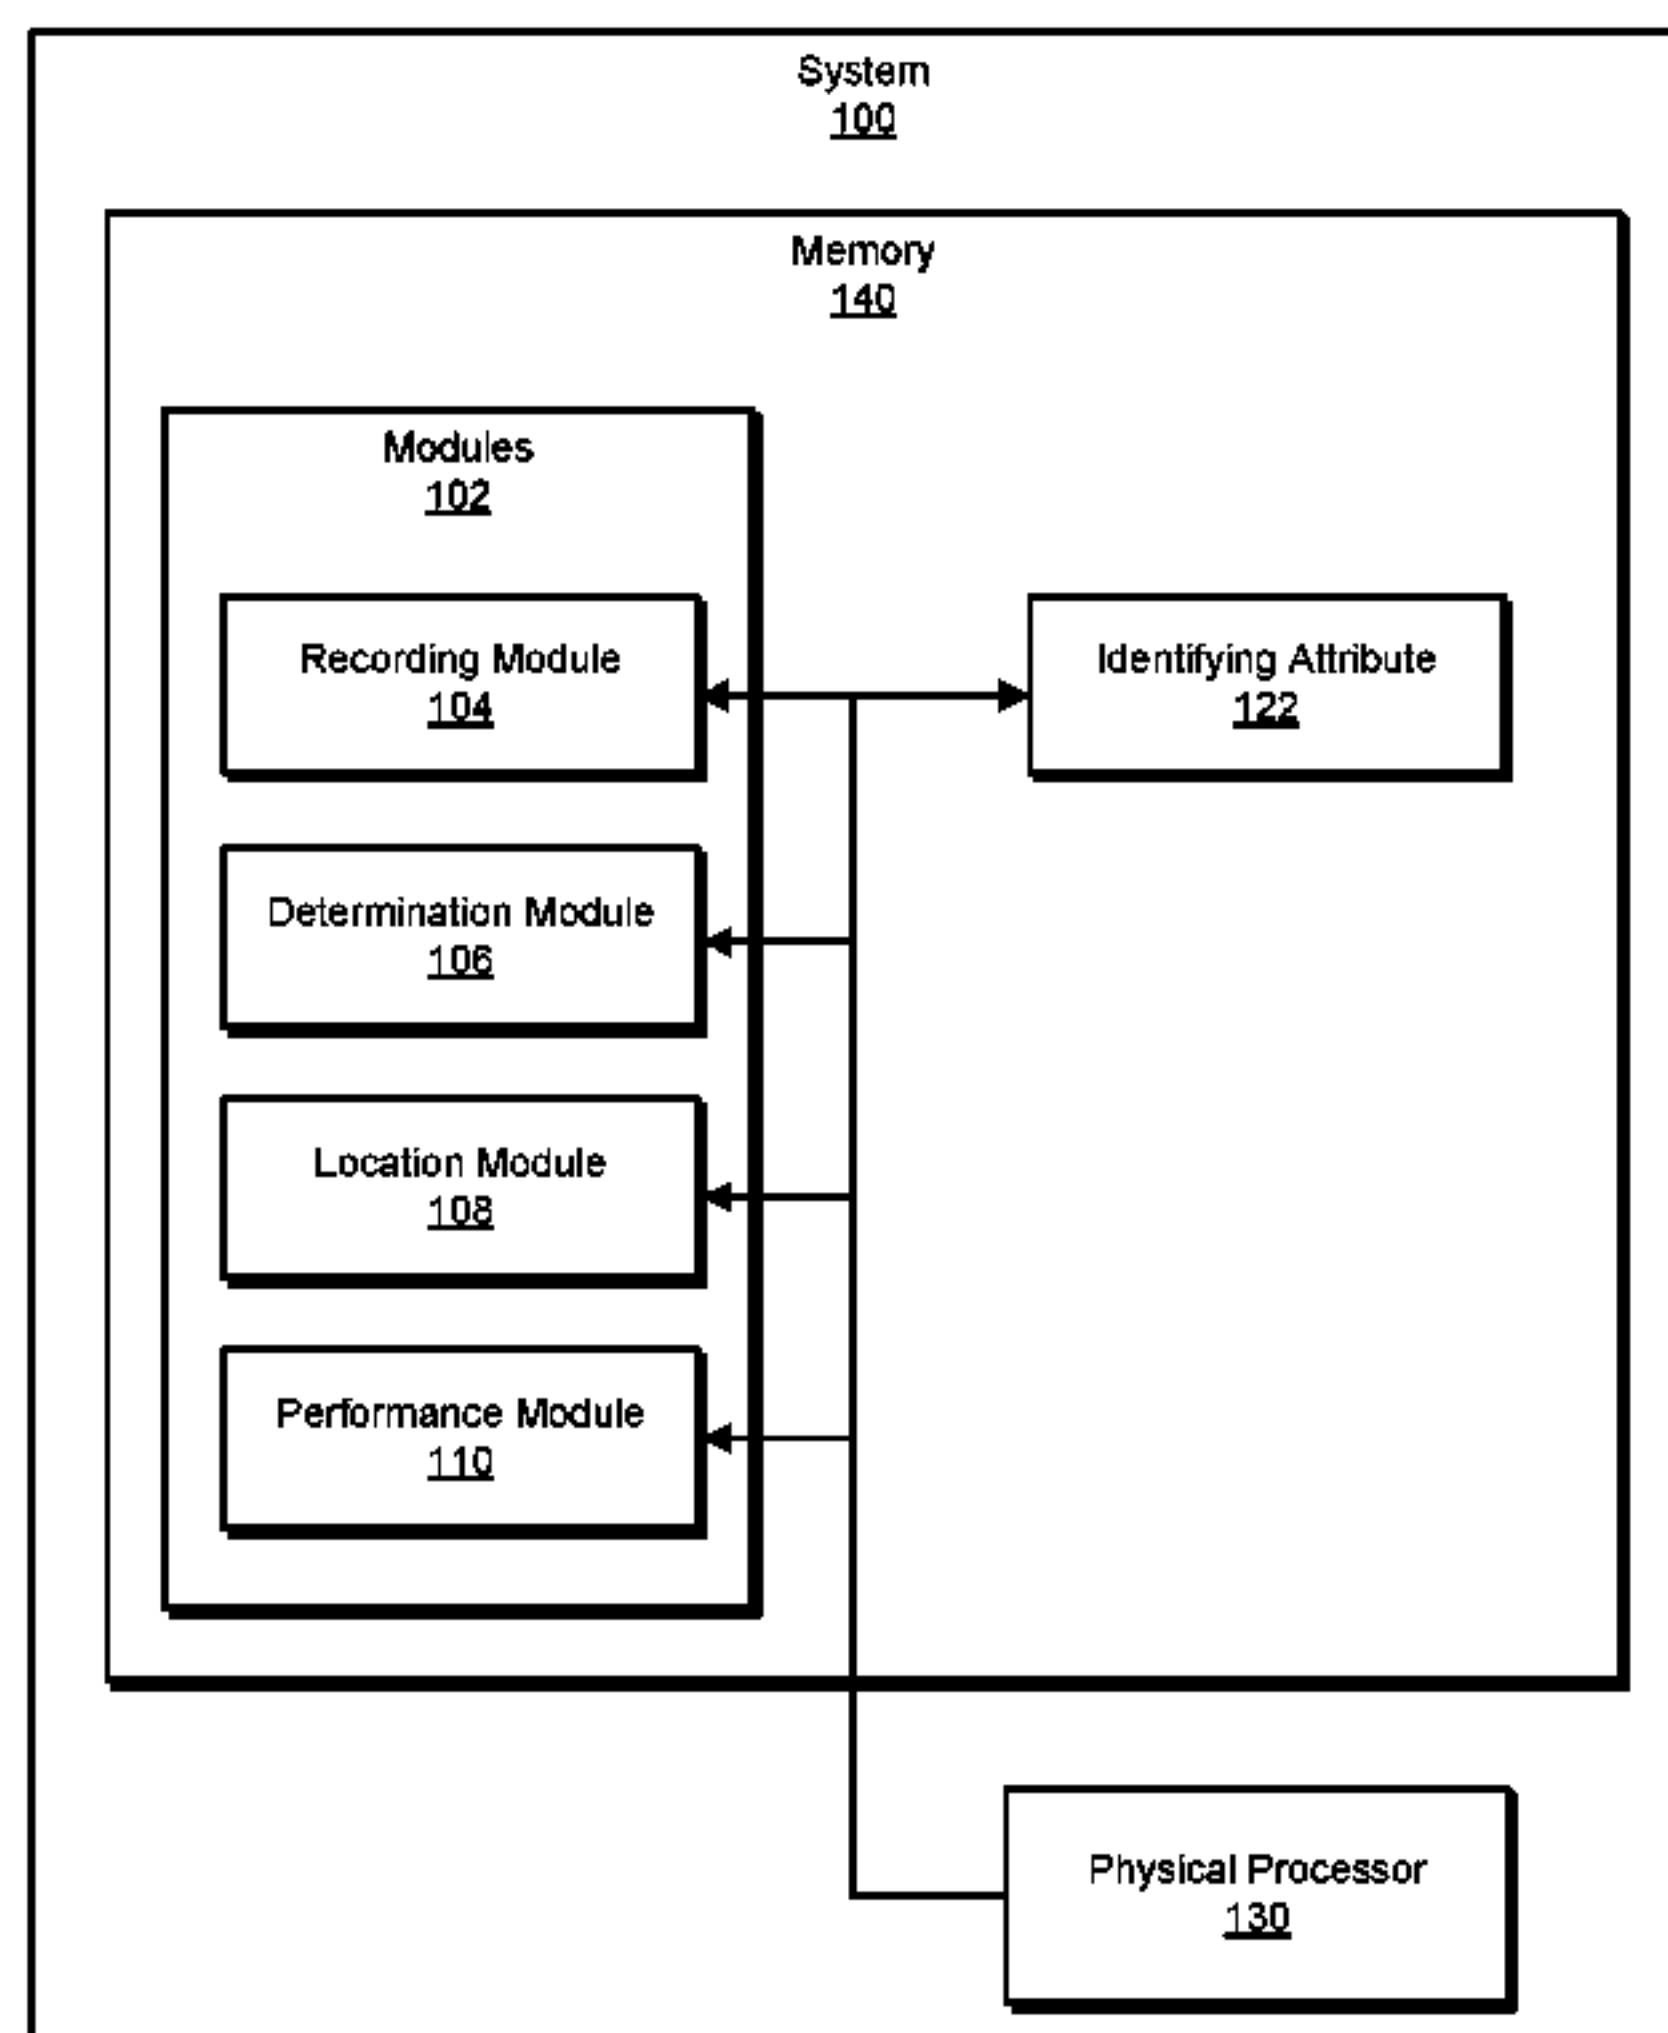 System
100
Memory
140
Modules
102
Recording Module
104
Identifying Attribute
122
Determination Module
106
Location Module
108
Performance Module
110
Physical Processor
130